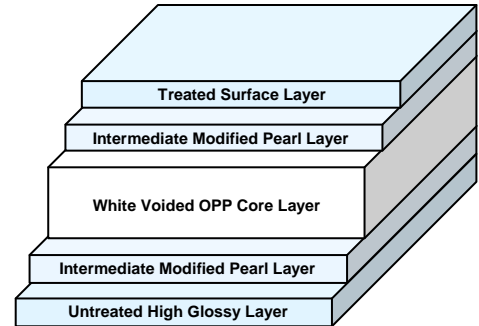 Treated Surface Layer
Intermediate Modified Pearl Layer
White Voided OPP Core Layer
Intermediate Modified Pearl Layer
Untreated High Glossy Layer